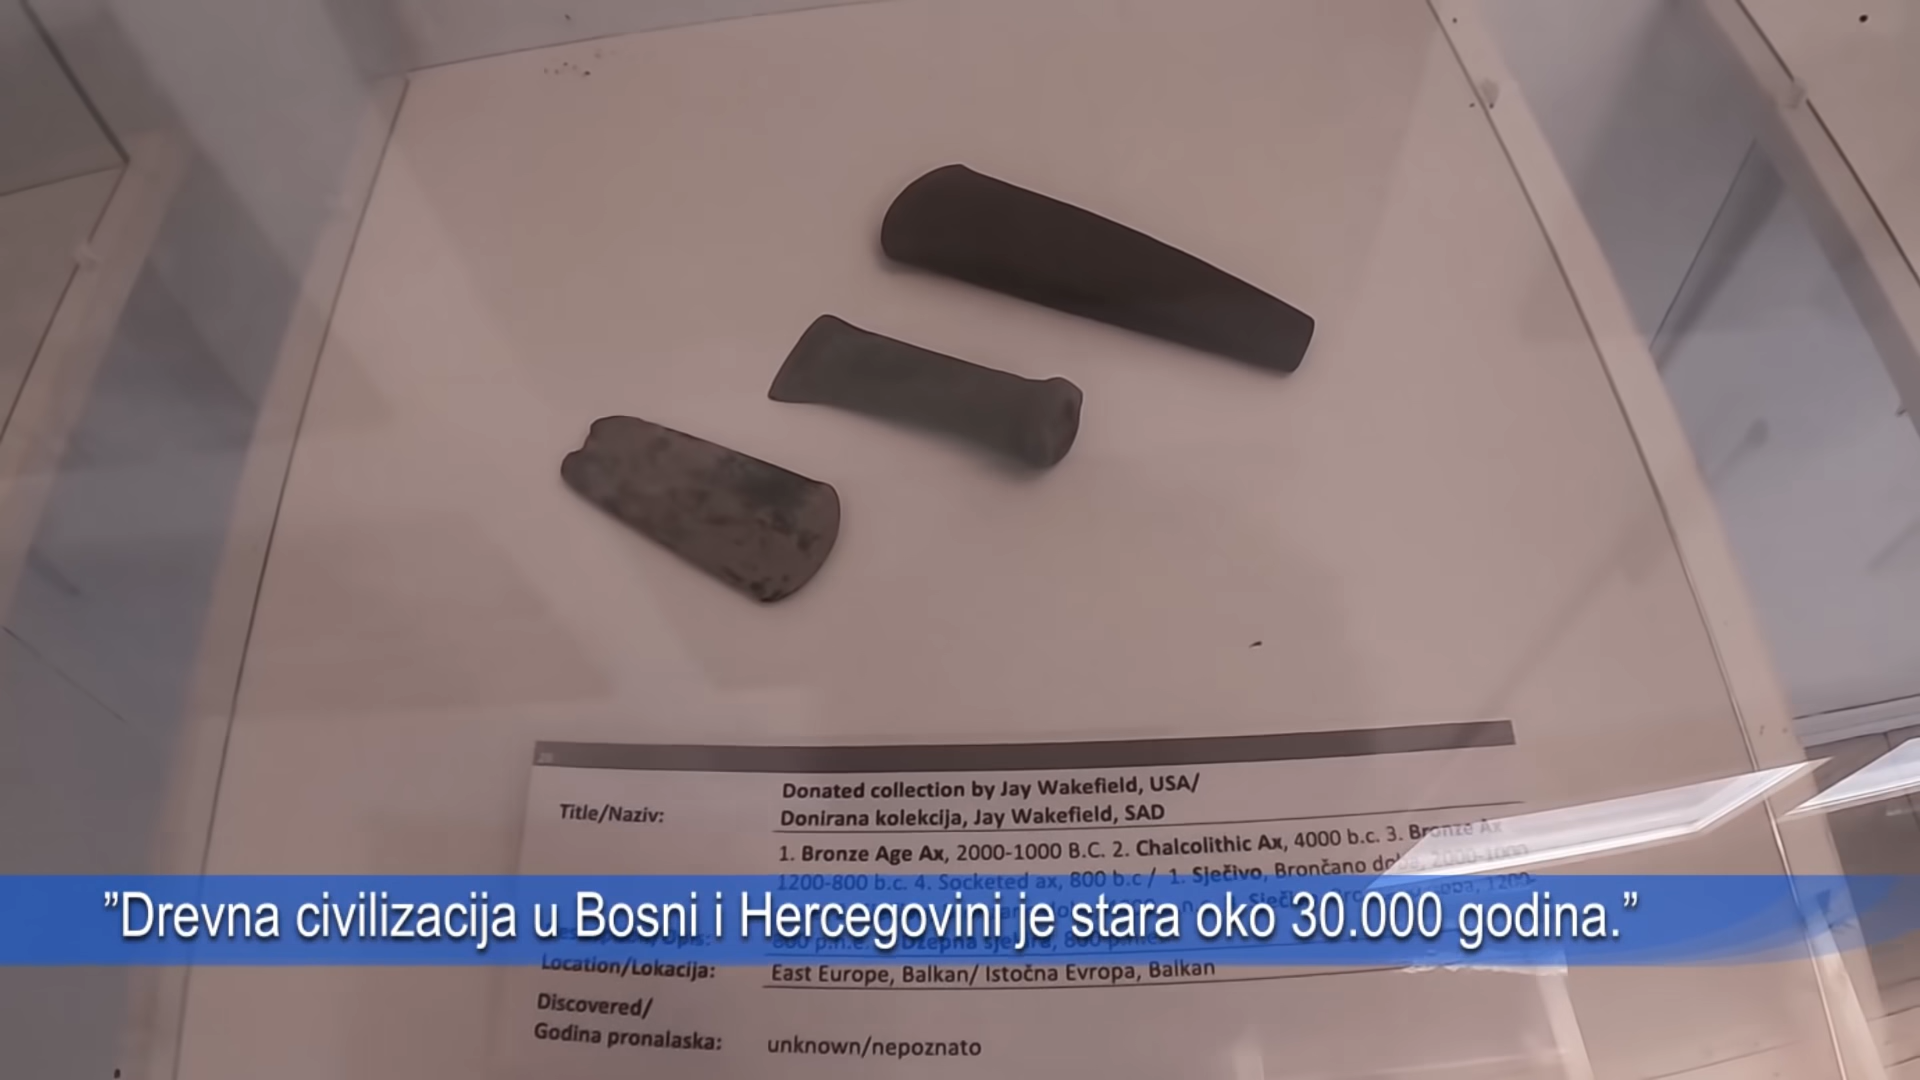 Title/Naziv:
Donated collection by Jay Wakefield, USA/
Donirana kolekcija, Jay Wakefield, SAD
1. Bronze Age Ax, 2000-1000 B.C. 2. Chalcolithic Ax, 4000 b.c. 3. Bronze Ax
1200-800 b.c. 4. Socketed ax, 800 b.c / 1. Sječivo, Brončano doba, 2000-1000
”Drevna civilizacija u Bosni i Hercegovini je stara oko 30.000 godina.”
Location/Lokacija:
East Europe, Balkan/ Istočna Evropa, Balkan
Discovered/
Godina pronalaska:
unknown/nepoznato